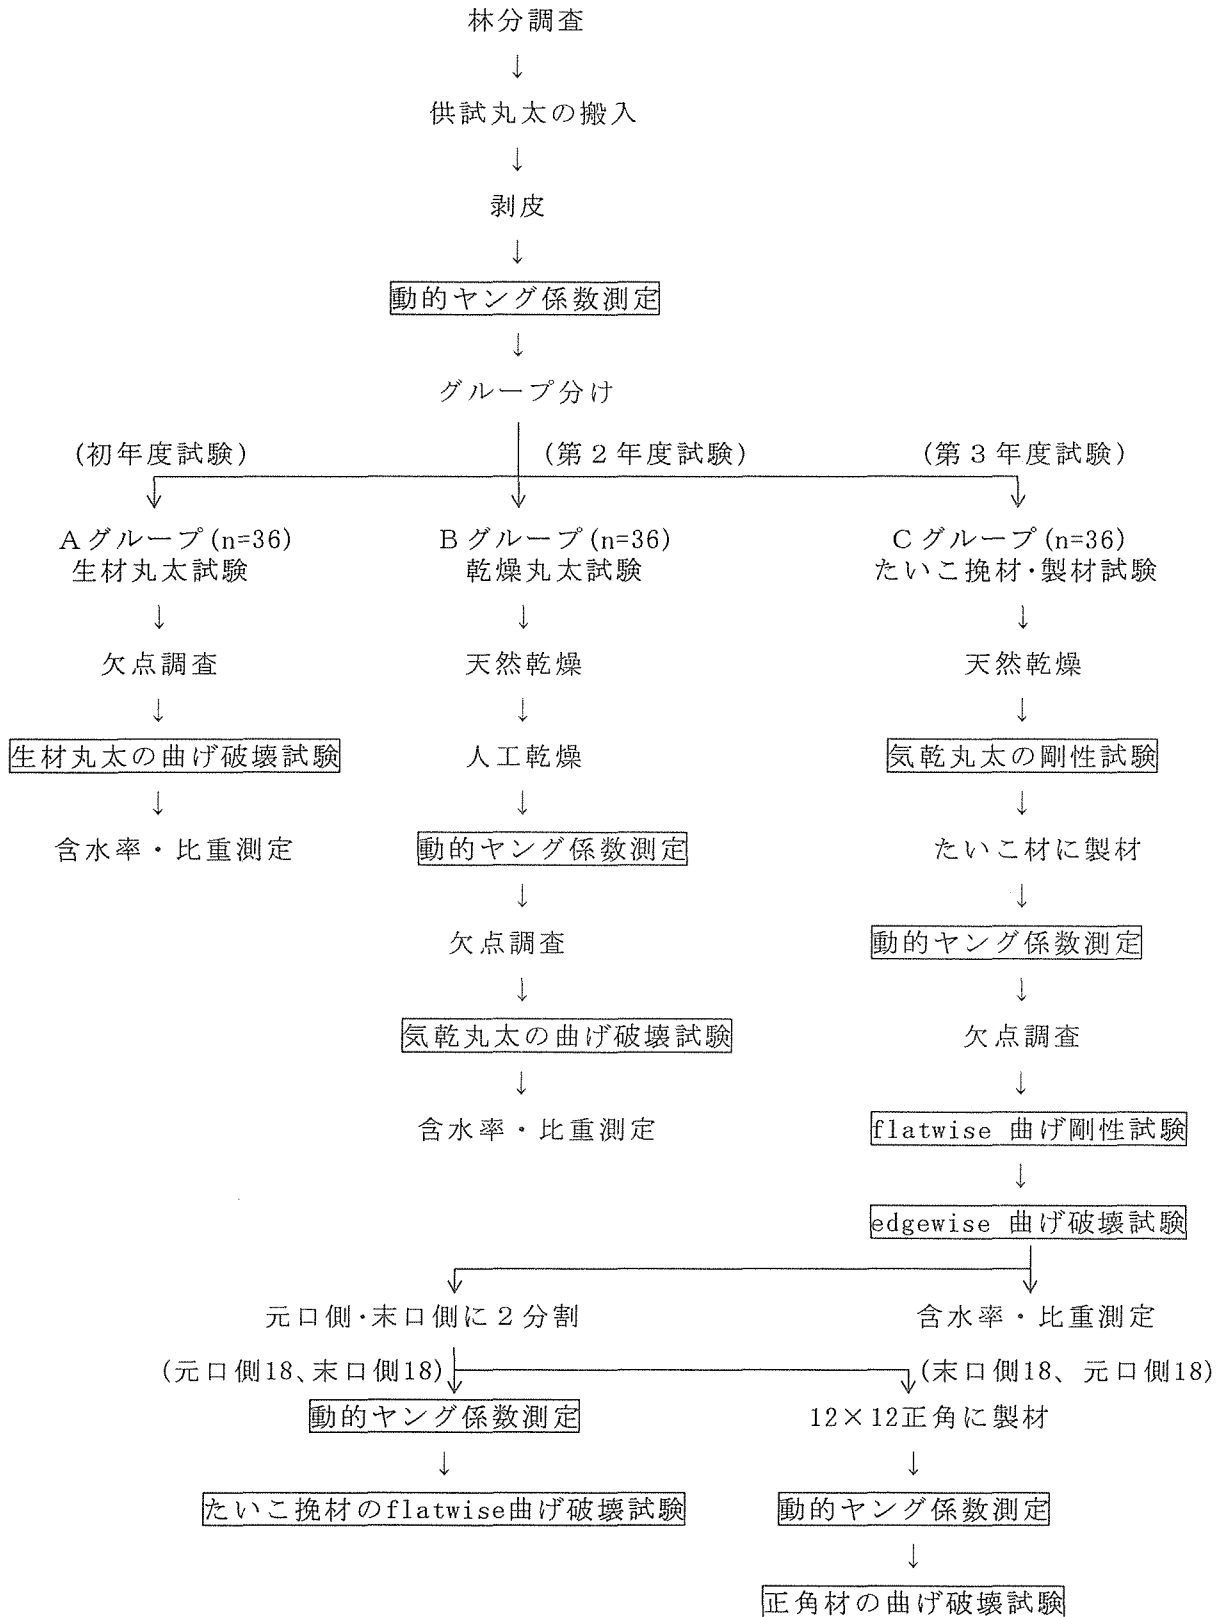 林分調査
↓
供試丸太の搬入
↓
剥皮
↓
動的ヤング係数測定
↓
グループ分け
(初年度試験) (第2年度試験) (第3年度試験)
Aグループ(n=36) Bグループ(n=36) Cグループ(n=36)
生材丸太試験 乾燥丸太試験 たいこ挽材・製材試験
↓ ↓ ↓
欠点調査 天然乾燥 天然乾燥
↓ ↓ ↓
生材丸太の曲げ破壊試験 人工乾燥 気乾丸太の剛性試験
↓ ↓ ↓
含水率・比重測定 動的ヤング係数測定 たいこ材に製材
↓ ↓
欠点調査 動的ヤング係数測定
↓ ↓
気乾丸太の曲げ破壊試験 欠点調査
↓ ↓
含水率・比重測定 flatwise 曲げ剛性試験
↓
edgewise 曲げ破壊試験
元口側・末口側に2分割 含水率・比重測定
(元口側18、末口側18) (末口側18、元口側18)
動的ヤング係数測定 12×12正角に製材
↓ ↓
たいこ挽材のflatwise曲げ破壊試験 動的ヤング係数測定
↓
正角材の曲げ破壊試験